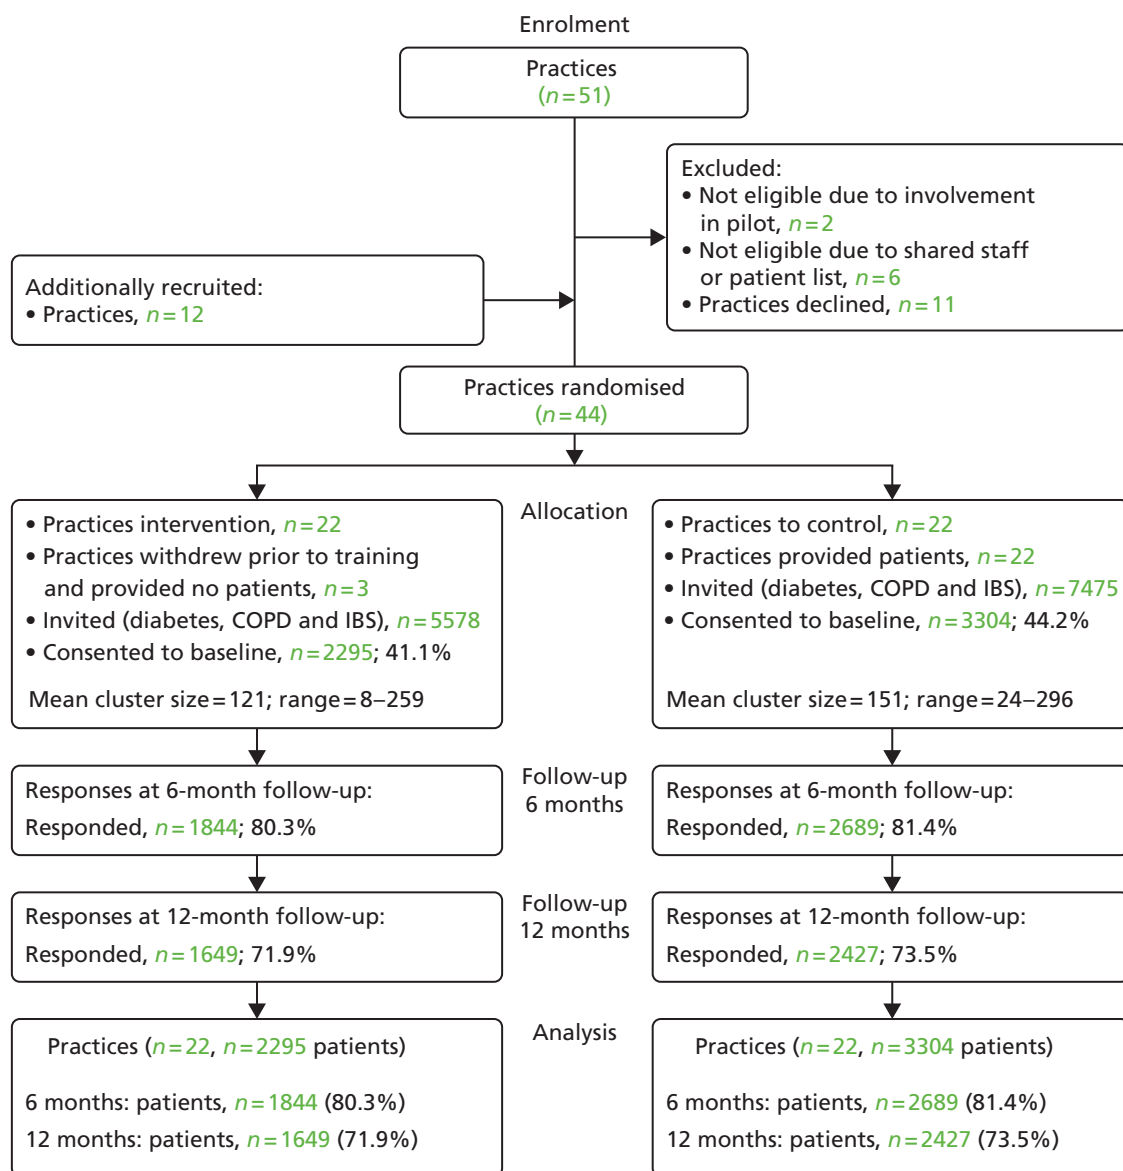 Enrolment
Practices
(n=51)
Excluded:
• Not eligible due to involvement
in pilot, n=2
• Not eligible due to shared staff
or patient list, n=6
• Practices declined, n=11
Additionally recruited:
• Practices, n=12
Practices randomised
(n=44)
Allocation
• Practices intervention, n=22
• Practices withdrew prior to training
and provided no patients, n=3
• Invited (diabetes, COPD and IBS), n=5578
• Consented to baseline, n=2295; 41.1%
Mean cluster size=121; range=8–259
• Practices to control, n=22
• Practices provided patients, n=22
• Invited (diabetes, COPD and IBS), n=7475
• Consented to baseline, n=3304; 44.2%
Mean cluster size=151; range=24–296
Follow-up
6 months
Responses at 6-month follow-up:
Responded, n=1844; 80.3%
Responses at 6-month follow-up:
Responded, n=2689; 81.4%
Follow-up
12 months
Responses at 12-month follow-up:
Responded, n=1649; 71.9%
Responses at 12-month follow-up:
Responded, n=2427; 73.5%
Analysis
Practices (n=22, n=2295 patients)
6 months: patients, n=1844 (80.3%)
12 months: patients, n=1649 (71.9%)
Practices (n=22, n=3304 patients)
6 months: patients, n=2689 (81.4%)
12 months: patients, n=2427 (73.5%)